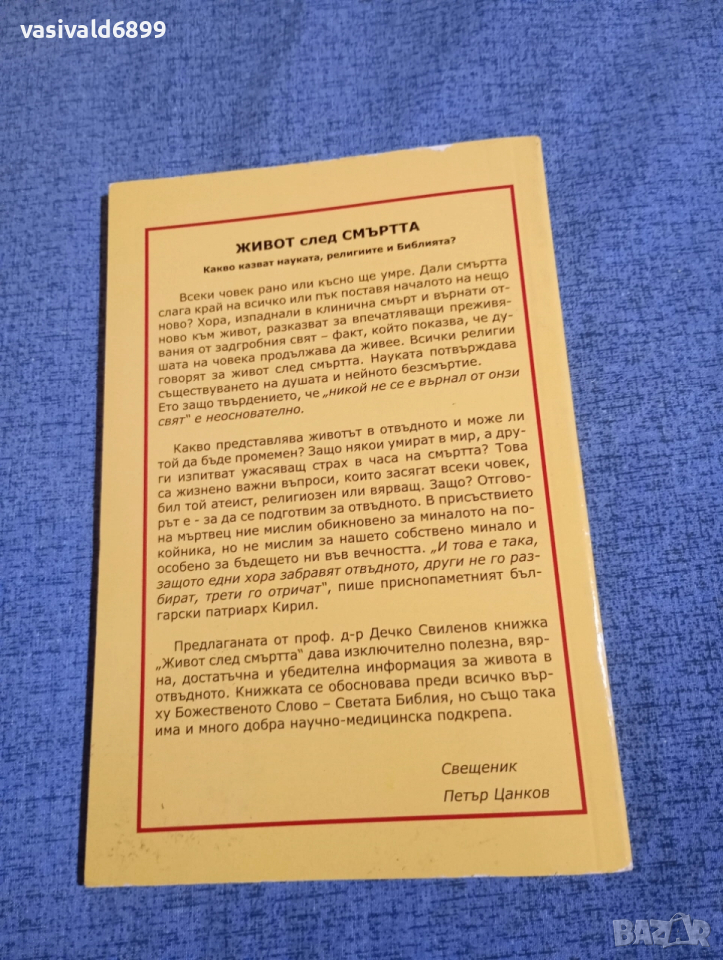 vasivald6899
ЖИВОТ след СМЪРТТА
Какво казват науката, религиите и Библията?
Всеки човек рано или късно ще умре. Дали смъртта
слага край на всичко или пък поставя началото на нещо
ново? Хора, изпаднали в клинична смърт и върнати от-
ново към живот, разказват за впечатляващи преживя-
вания от задгробния свят – факт, който показва, че ду-
шата на човека продължава да живее. Всички религии
говорят за живот след смъртта. Науката потвърждава
съществуването на душата и нейното безсмъртие.
Ето защо твърдението, че „никой не се е върнал от онзи
свят“ е неоснователно.
Какво представлява животът в отвъдното и може ли
той да бъде промемен? Защо някои умират в мир, а дру-
ги изпитват ужасяващ страх в часа на смъртта? Това
са жизнено важни въпроси, които засягат всеки човек,
бил той атеист, религиозен или вярващ. Защо? Отгово-
рът е - за да се подготвим за отвъдното. В присъствието
на мъртвец ние мислим обикновено за миналото на по-
койника, но не мислим за нашето собствено минало и
особено за бъдещето ни във вечността. „И това е така,
защото едни хора забравят отвъдното, други не го раз-
бират, трети го отричат“, пише приснопаметният бъл-
гарски патриарх Кирил.
Предлаганата от проф. д-р Дечко Свиленов книжка
„Живот след смъртта“ дава изключително полезна, вяр-
на, достатъчна и убедителна информация за живота в
отвъдното. Книжката се обосновава преди всичко вър-
ху Божественото Слово – Светата Библия, но също така
има и много добра научно-медицинска подкрепа.
Свещеник
Петър Цанков
BAZAR